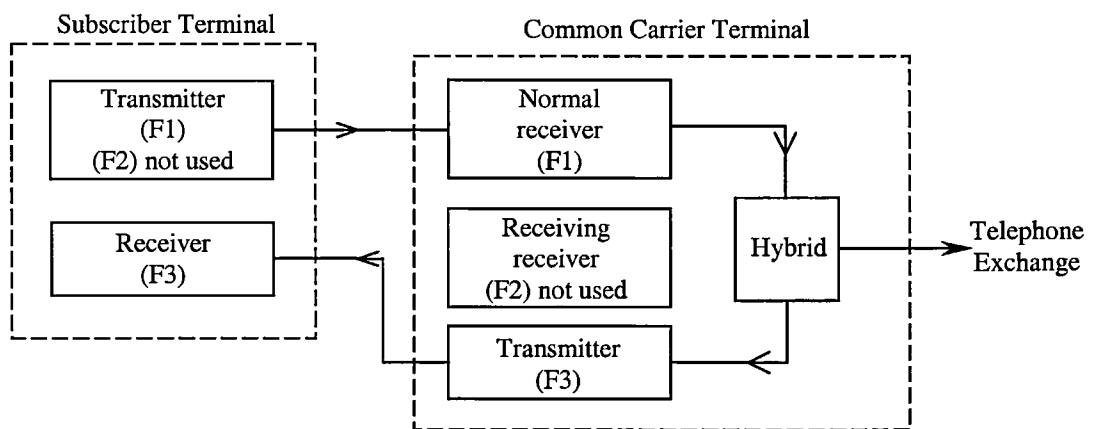 Subscriber Terminal
Common Carrier Terminal
Transmitter
(F1)
(F2) not used
Normal
receiver
(F1)
Receiver
(F3)
Receiving
receiver
(F2) not used
Hybrid
Telephone
Exchange
Transmitter
(F3)